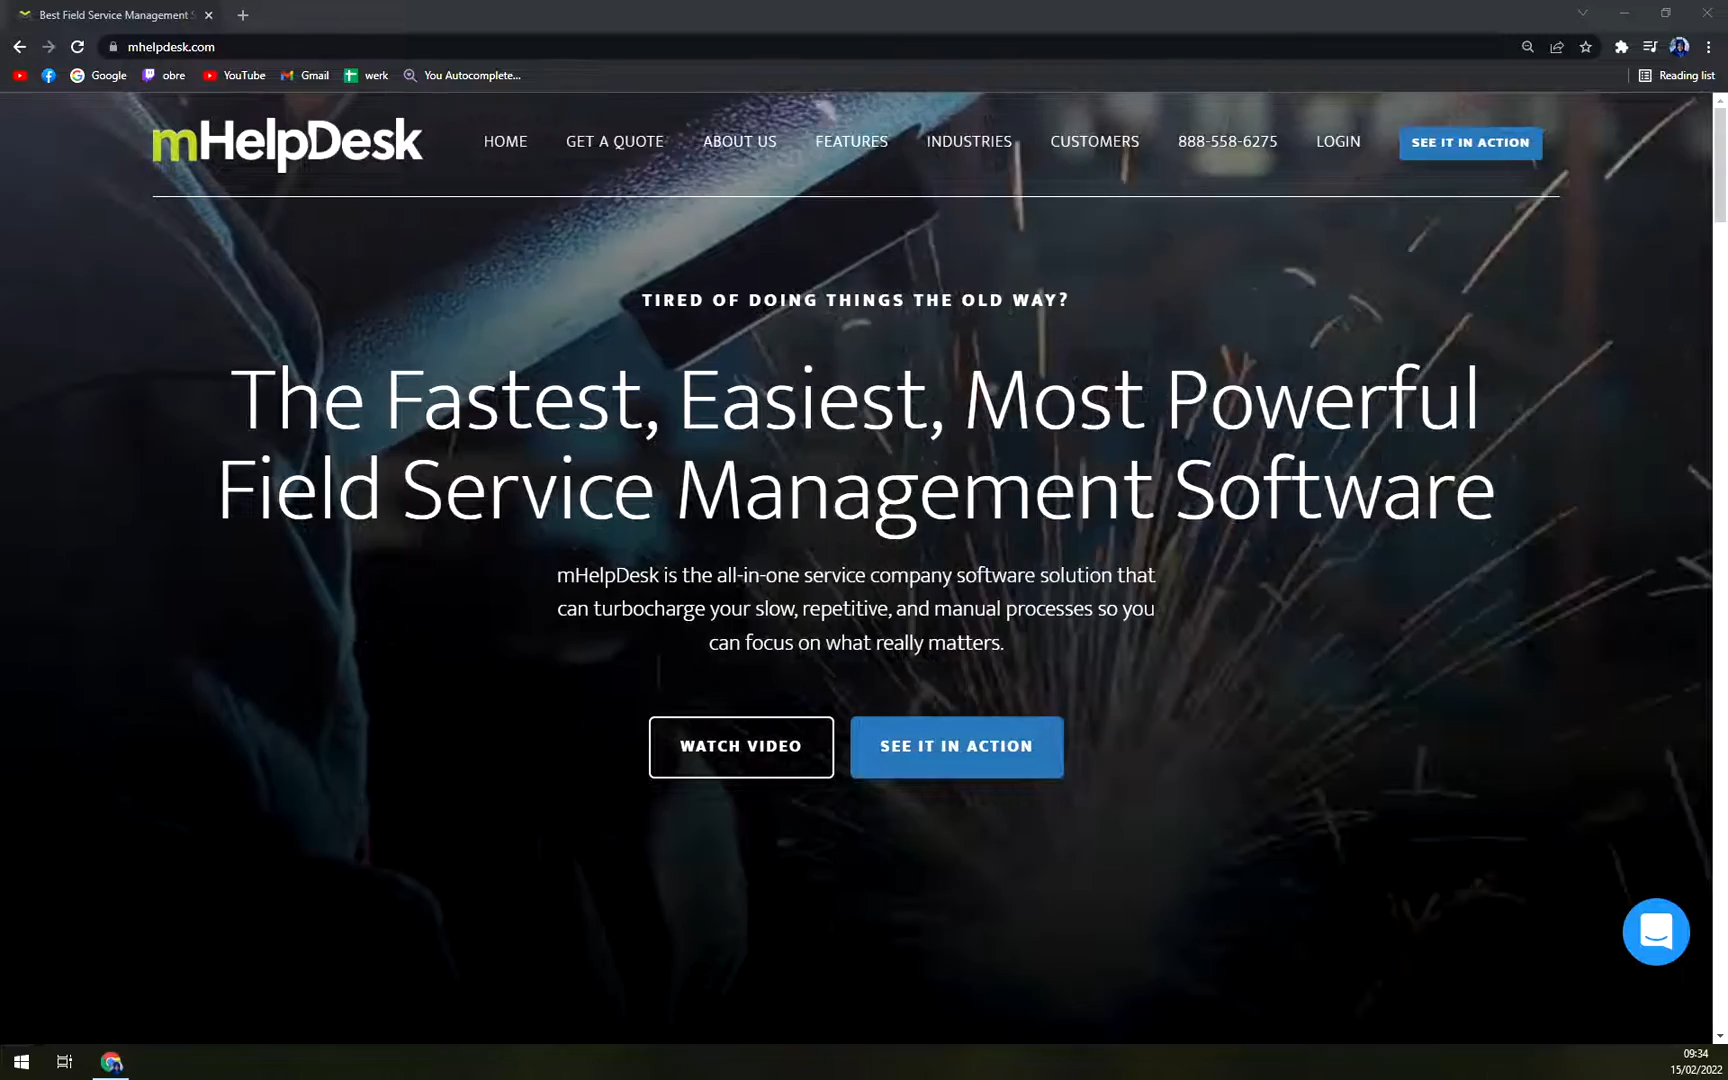 Best Field Service Management S
mhelpdesk.com
Google
obre
YouTube
Gmail
werk
You Autocomplete...
Reading list
mHelpDesk
HOME
GET A QUOTE
ABOUT US
FEATURES
INDUSTRIES
CUSTOMERS
888-558-6275
LOGIN
SEE IT IN ACTION
TIRED OF DOING THINGS THE OLD WAY?
The Fastest, Easiest, Most Powerful
Field Service Management Software
mHelpDesk is the all-in-one service company software solution that
can turbocharge your slow, repetitive, and manual processes so you
can focus on what really matters.
WATCH VIDEO
SEE IT IN ACTION
09:34
15/02/2022